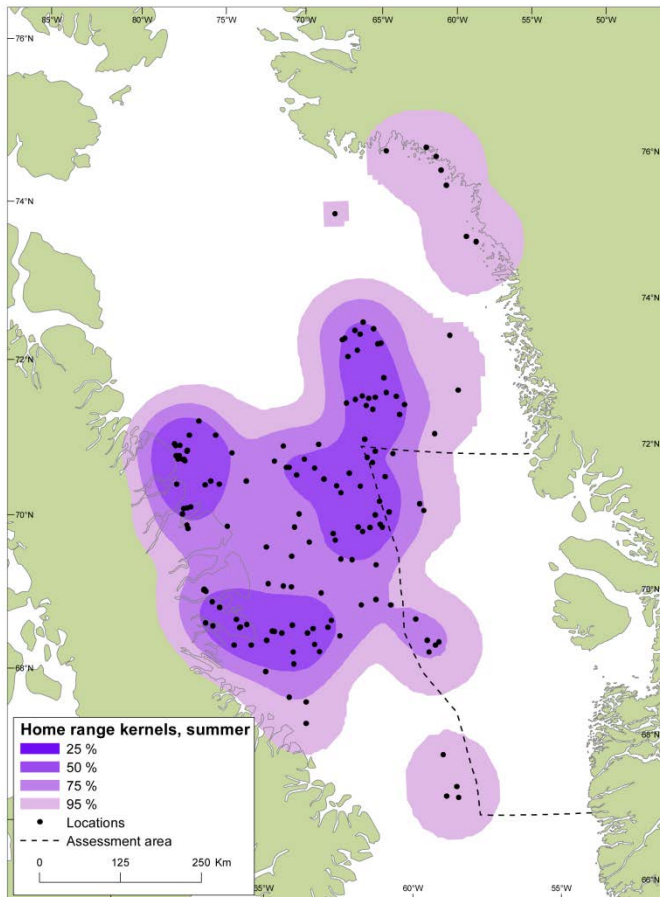 85°W 80°W 75°W 70°W 65°W 60°W 55°W 50°W
76°N
76°N
74°N
74°N
72°N
72°N
70°N
70°N
68°N
68°N
Home range kernels, summer
25 %
50 %
75 %
95 %
Locations
Assessment area
0 125 250 Km
66°N
65°W 60°W 55°W